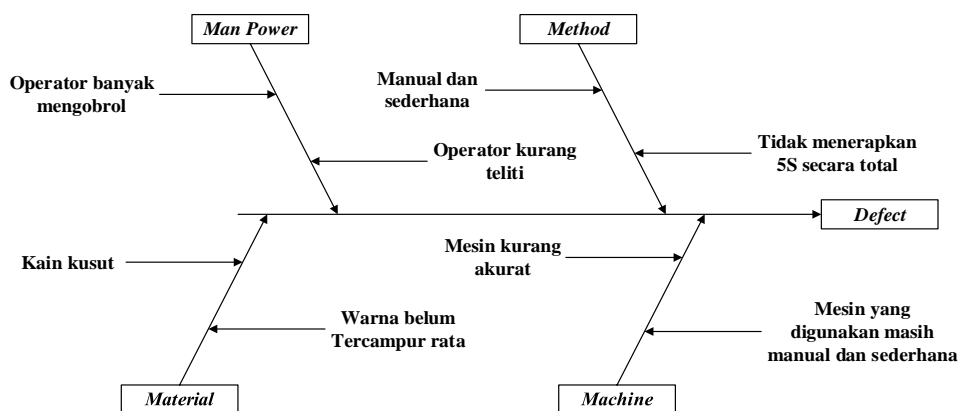 Man Power
Method
Operator banyak
mengobrol
Manual dan
sederhana
Operator kurang
teliti
Tidak menerapkan
5S secara total
Defect
Kain kusut
Mesin kurang
akurat
Warna belum
Tercampur rata
Mesin yang
digunakan masih
manual dan sederhana
Material
Machine